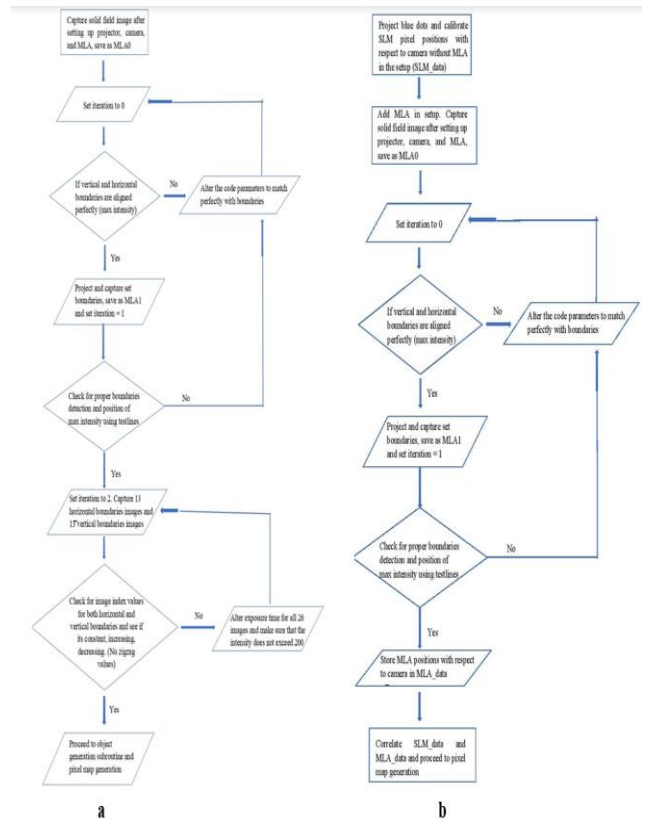 Capture solid field image after
setting up projector, camera,
and MLA, save as MLA0
Set iteration to 0
If vertical and horizontal
boundaries are aligned
perfectly (max intensity)
No
Alter the code parameters to match
perfectly with boundaries
Yes
Project and capture set
boundaries, save as MLA1
and set iteration = 1
Check for proper boundaries
detection and position of
max intensity using testlines
No
Yes
Set iteration to 2. Capture 13
horizontal boundaries images and
13 vertical boundaries images
Check for image index values
for both horizontal and
vertical boundaries and see if
its constant, increasing,
decreasing. (No zigzag
values)
No
Alter exposure time for all 26
images and make sure that the
intensity does not exceed 200
Yes
Proceed to object
generation subroutine and
pixel map generation
a
Project blue dots and calibrate
SLM pixel positions with
respect to camera without MLA
in the setup (SLM_data)
Add MLA in setup. Capture
solid field image after setting up
projector, camera, and MLA,
save as MLA0
Set iteration to 0
If vertical and horizontal
boundaries are aligned
perfectly (max intensity)
No
Alter the code parameters to match
perfectly with boundaries
Yes
Project and capture set
boundaries, save as MLA1
and set iteration = 1
Check for proper boundaries
detection and position of
max intensity using testlines
No
Yes
Store MLA positions with respect
to camera in MLA_data
Correlate SLM_data and
MLA_data and proceed to pixel
map generation
b